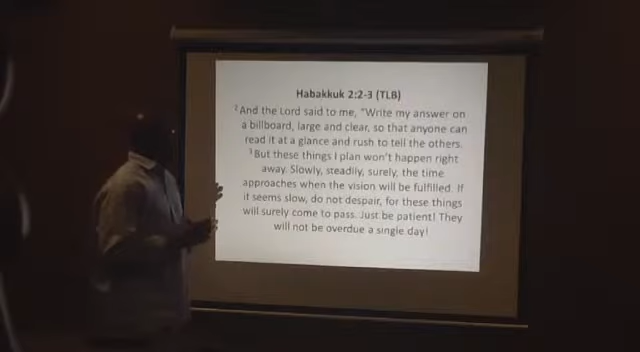 Habakkuk 2:2-3 (TLB)
2 And the Lord said to me, “Write my answer on
a billboard, large and clear, so that anyone can
read it at a glance and rush to tell the others.
3 But these things I plan won't happen right
away. Slowly, steadily, surely, the time
approaches when the vision will be fulfilled. If
it seems slow, do not despair, for these things
will surely come to pass. Just be patient! They
will not be overdue a single day!